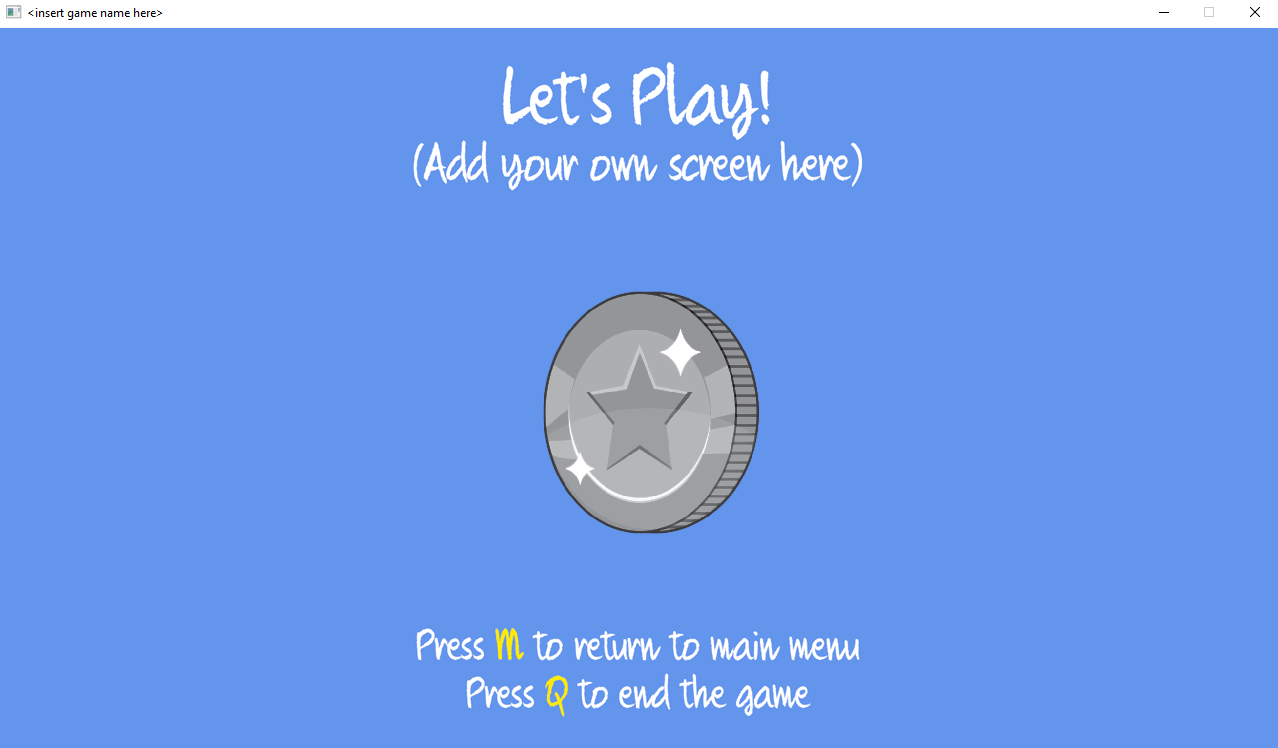 <insert game name here>
Let's Play!
(Add your own screen here)
Press M to return to main menu
Press Q to end the game